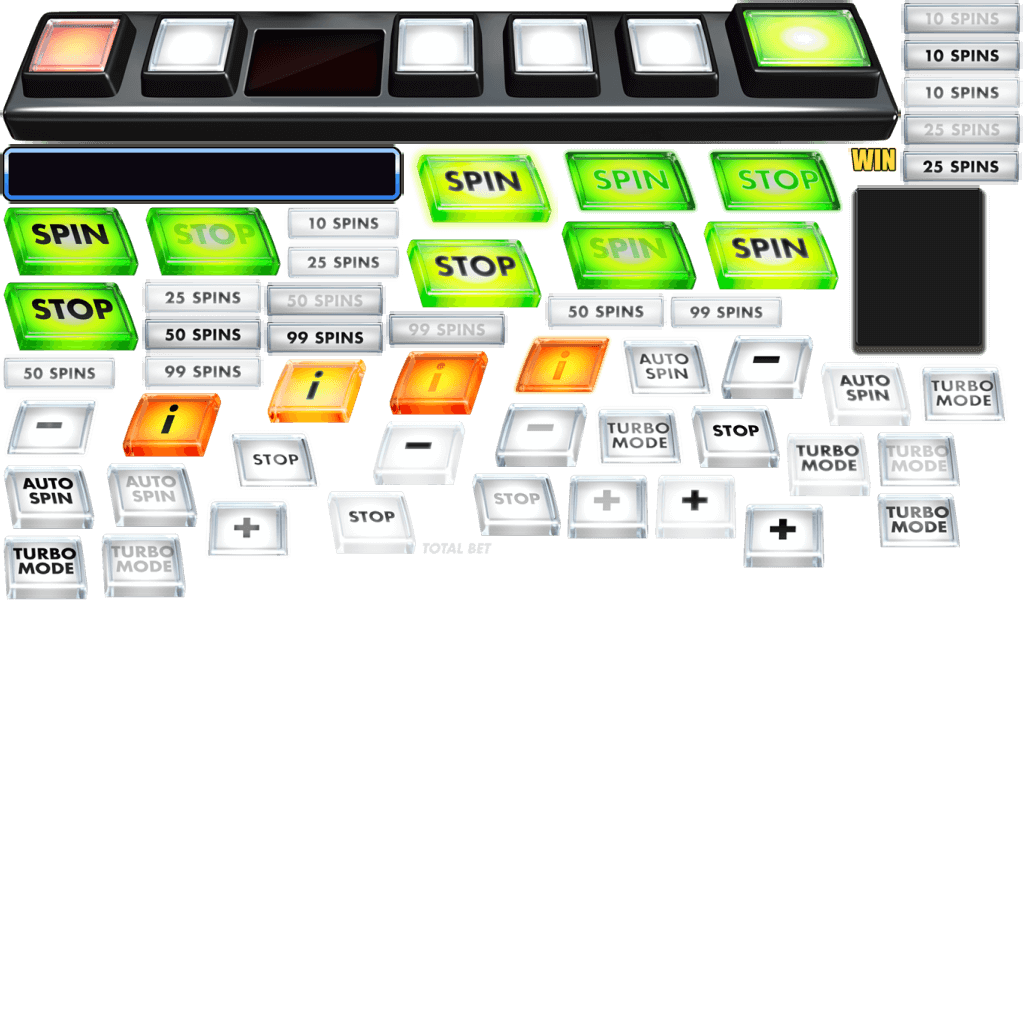 10 SPINS
10 SPINS
10 SPINS
25 SPINS
WIN
25 SPINS
SPIN
SPIN
STOP
SPIN
STOP
10 SPINS
25 SPINS
STOP
SPIN
SPIN
STOP
25 SPINS
50 SPINS
50 SPINS
99 SPINS
99 SPINS
50 SPINS
99 SPINS
50 SPINS
99 SPINS
i
i
i
i
AUTO
SPIN
-
AUTO
SPIN
TURBO
MODE
-
STOP
-
-
TURBO
MODE
STOP
TURBO
MODE
TURBO
MODE
AUTO
SPIN
AUTO
SPIN
+
STOP
STOP
+
+
+
TURBO
MODE
TURBO
MODE
TURBO
MODE
TOTAL BET